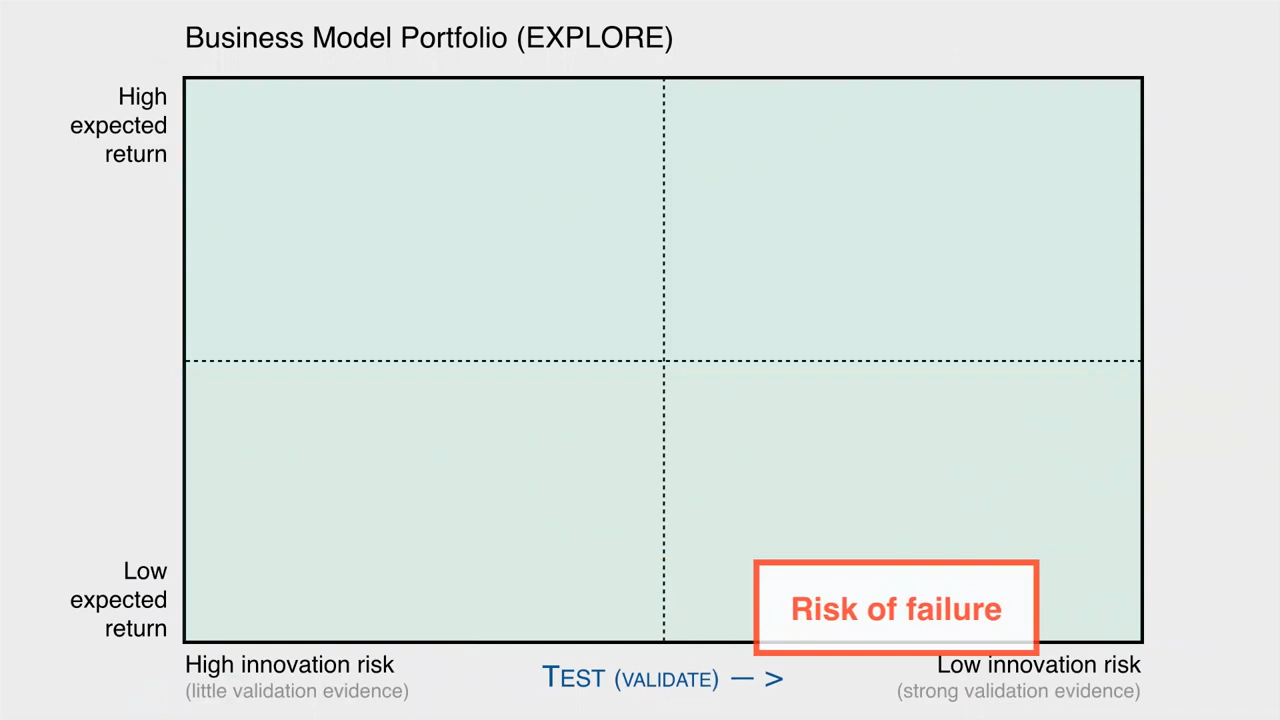 Business Model Portfolio (EXPLORE)
High
expected
return
Low
expected
return
Risk of failure
High innovation risk
(little validation evidence)
TEST (VALIDATE) — >
Low innovation risk
(strong validation evidence)